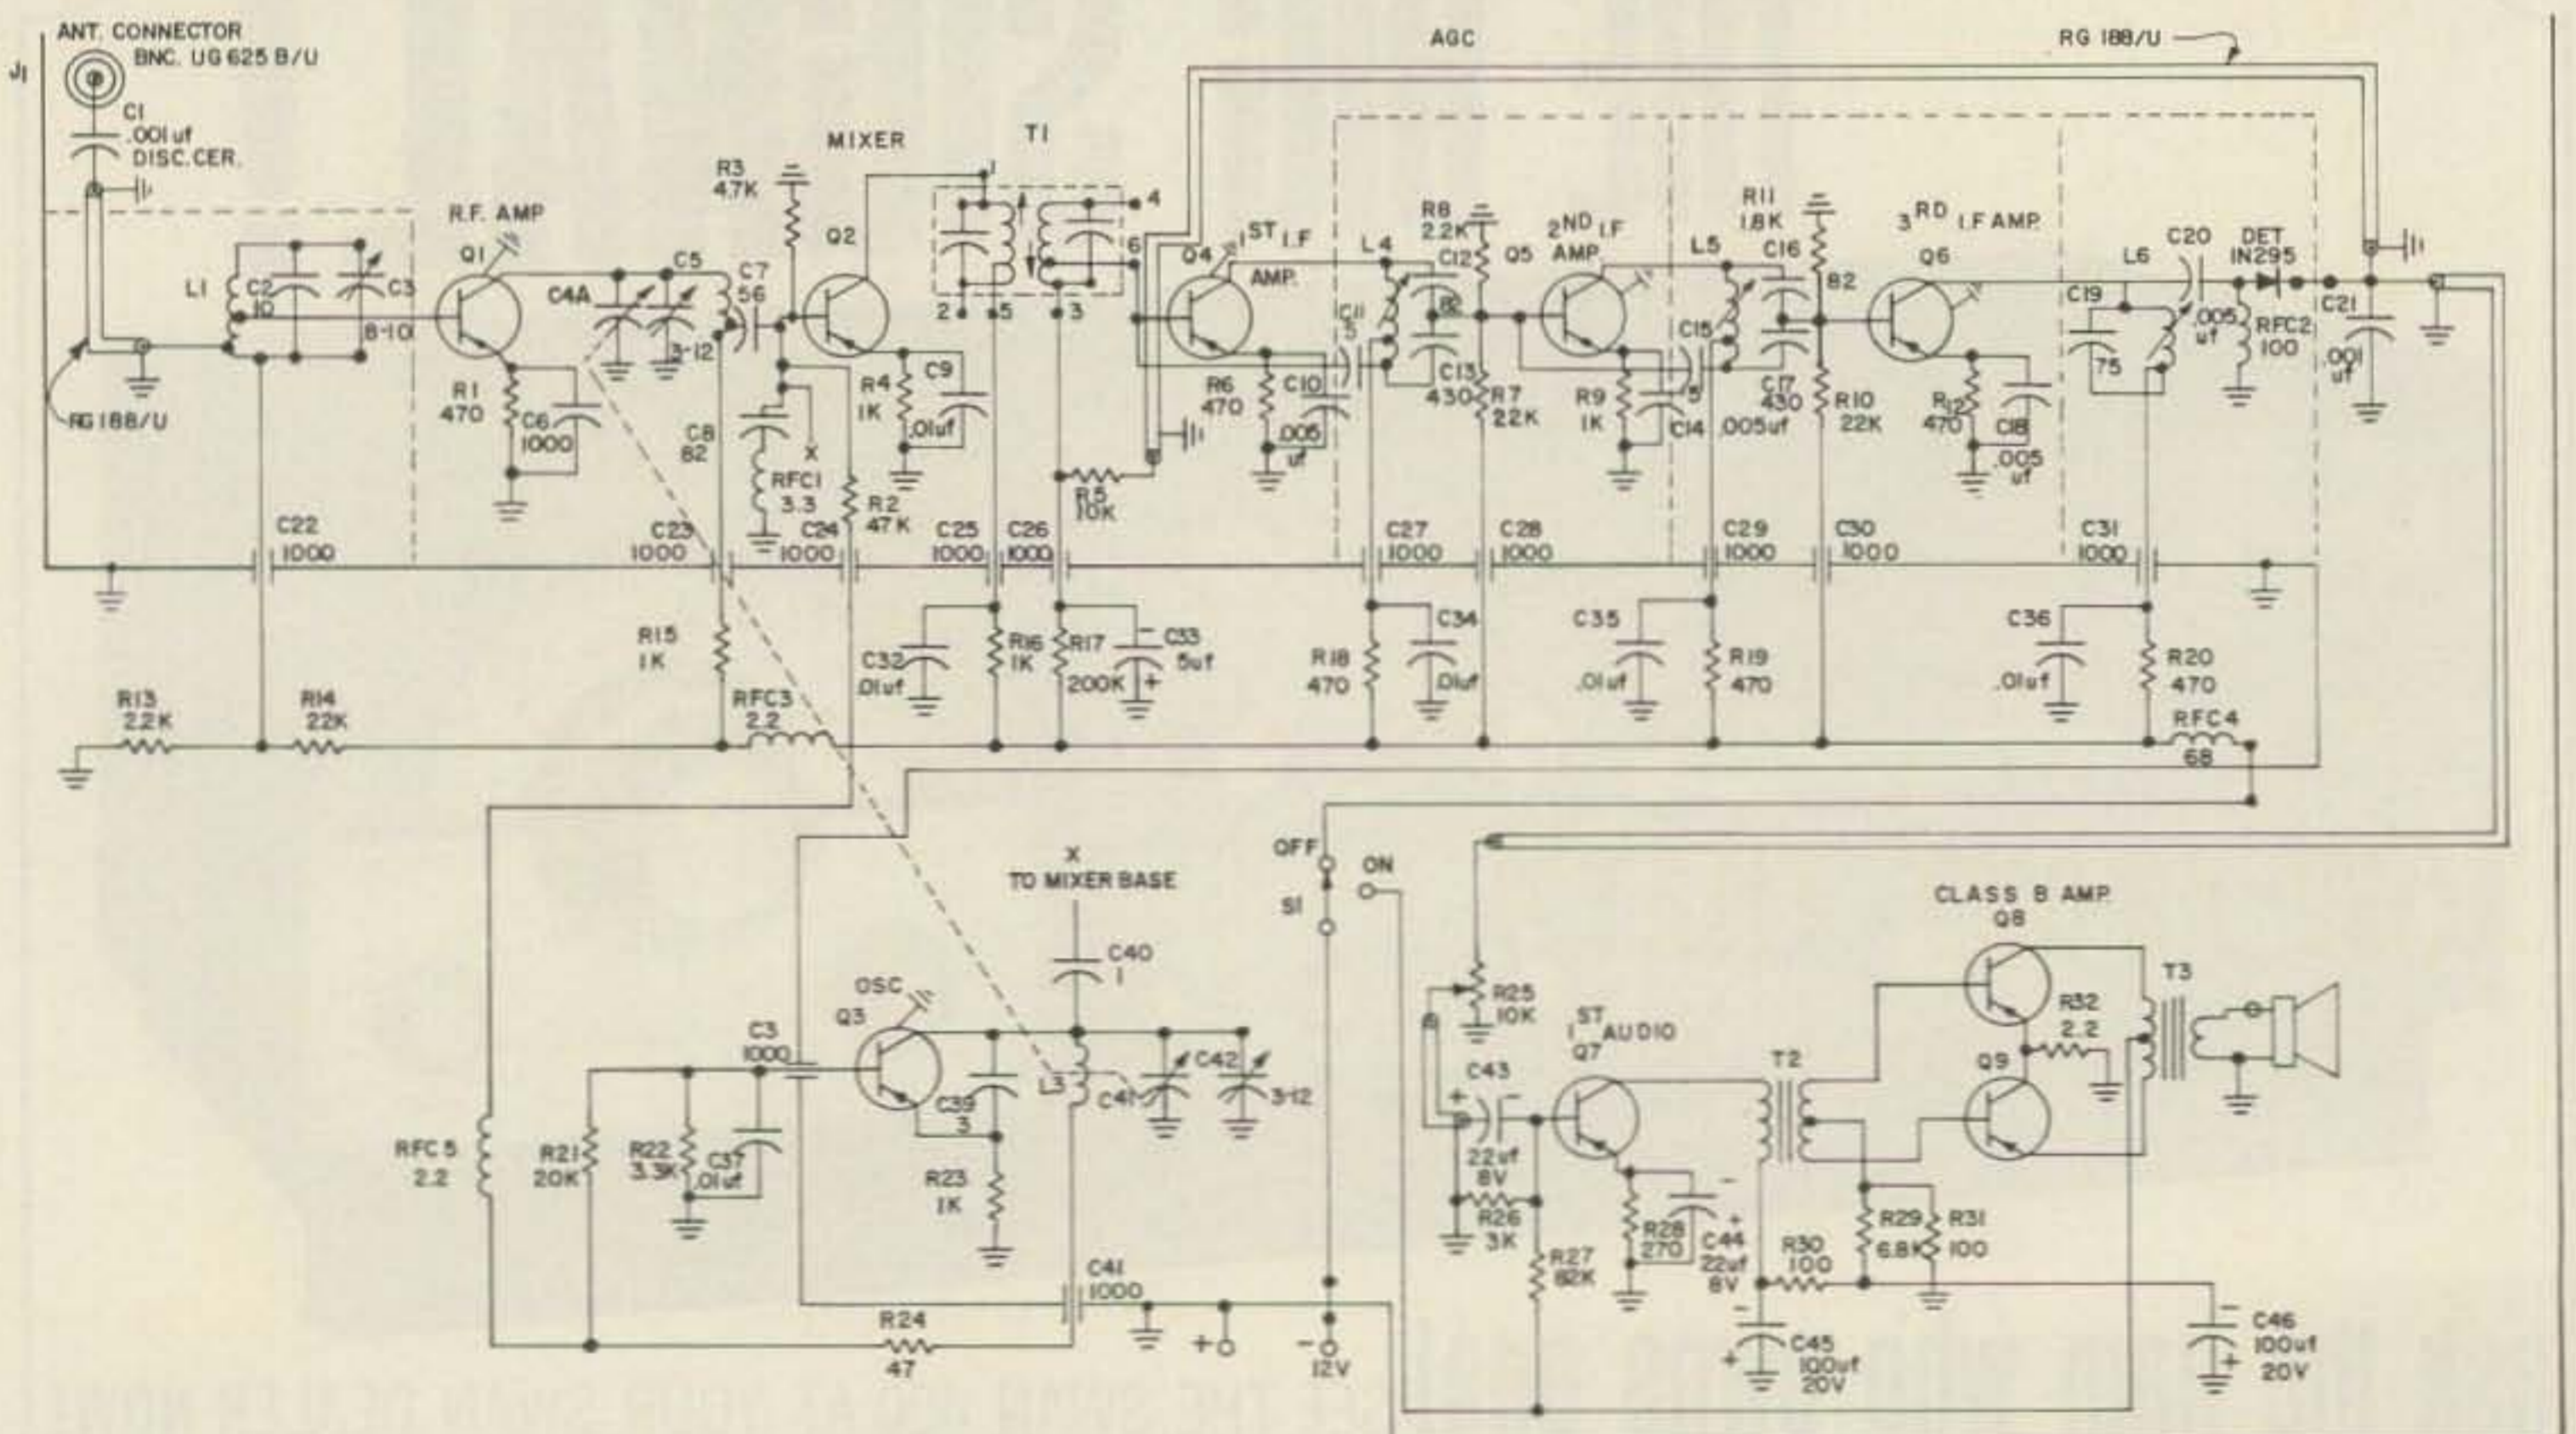 ANT. CONNECTOR
BNC. UG 625 B/U
J1
C1
.001uf
DISC. CER.
RG 188/U
L1
C2
10
C3
8-10
R.F. AMP
Q1
R1
470
C6
1000
C4A
C5
3-12
C7
56
R3
4.7K
MIXER
Q2
C8
82
RFC1
3.3
X
R4
1K
C9
.01uf
R2
47K
T1
1
2
5
3
4
6
R5
10K
AGC
RG 188/U
Q4
1ST I.F
AMP.
R6
470
C10
.005
uf
C11
5
L4
R8
2.2K
C12
82
C13
430
R7
22K
Q5
2ND I.F
AMP.
R9
1K
C14
.005uf
C15
5
L5
R11
1.8K
C16
82
C17
430
R10
22K
3RD I.F AMP.
Q6
R12
470
C18
.005
uf
C19
75
L6
C20
.005
uf
DET
IN295
RFC2
100
C21
.001
uf
C22
1000
C23
1000
C24
1000
C25
1000
C26
1000
C27
1000
C28
1000
C29
1000
C30
1000
C31
1000
R13
2.2K
R14
22K
R15
1K
RFC3
2.2
C32
.01uf
R16
1K
R17
200K
C33
5uf
-
+
R18
470
C34
.01uf
C35
.01uf
R19
470
C36
.01uf
R20
470
RFC4
68
X
TO MIXER BASE
C40
1
OFF
ON
S1
OSC
Q3
C3
1000
RFC5
2.2
R21
20K
R22
3.3K
C37
.01uf
C39
3
R23
1K
L3
C41
C42
3-12
C41
1000
R24
47
+
-
12V
R25
10K
C43
+
-
22uf
8V
R26
3K
R27
82K
1ST AUDIO
Q7
R28
270
C44
22uf
8V
-
+
T2
R30
100
R29
6.8K
R31
100
C45
100uf
20V
-
+
CLASS B AMP.
Q8
Q9
R32
2.2
T3
C46
100uf
20V
-
+